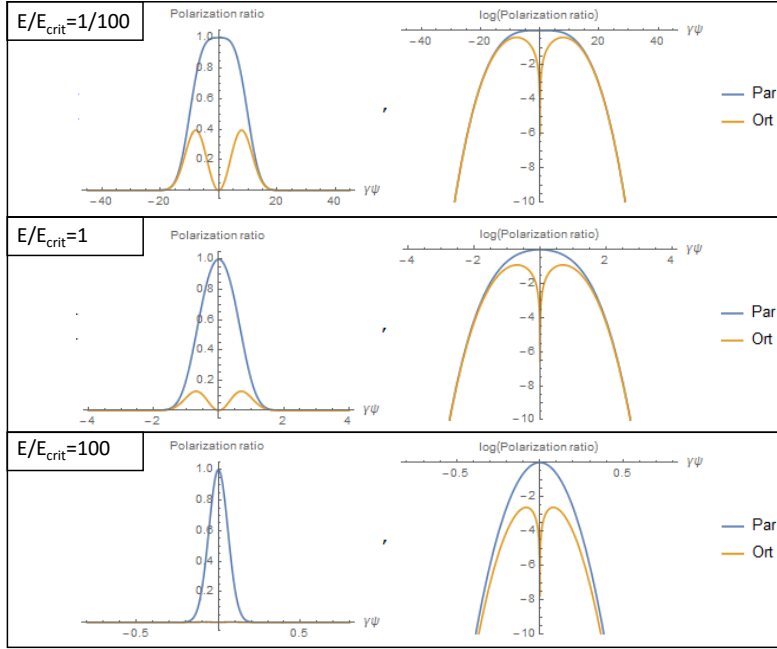 E/Ecrit=1/100
Polarization ratio
1.0
0.8
0.6
0.4
0.2
−40 −20 20 40
γψ
,
log(Polarization ratio)
−40 −20 20 40
γψ
−2
−4
−6
−8
−10
Par
Ort
E/Ecrit=1
Polarization ratio
1.0
0.8
0.6
0.4
0.2
−4 −2 2 4
γψ
,
log(Polarization ratio)
−4 −2 2 4
γψ
−2
−4
−6
−8
−10
Par
Ort
E/Ecrit=100
Polarization ratio
1.0
0.8
0.6
0.4
0.2
−0.5 0.5
γψ
,
log(Polarization ratio)
−0.5 0.5
γψ
−2
−4
−6
−8
−10
Par
Ort